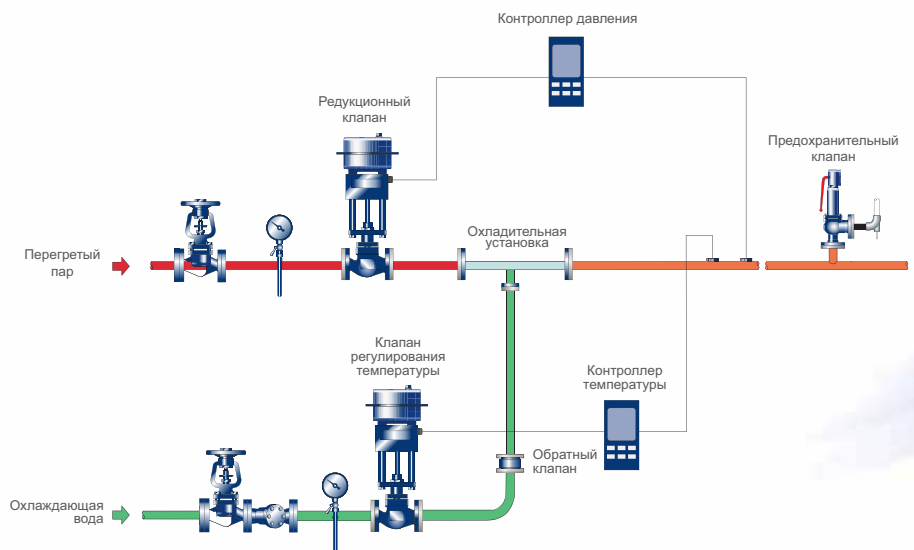 Контроллер давления
Редукционный
клапан
Предохранительный
клапан
Охладительная
установка
Перегретый
пар
Клапан
регулирования
температуры
Контроллер
температуры
Обратный
клапан
Охлаждающая
вода